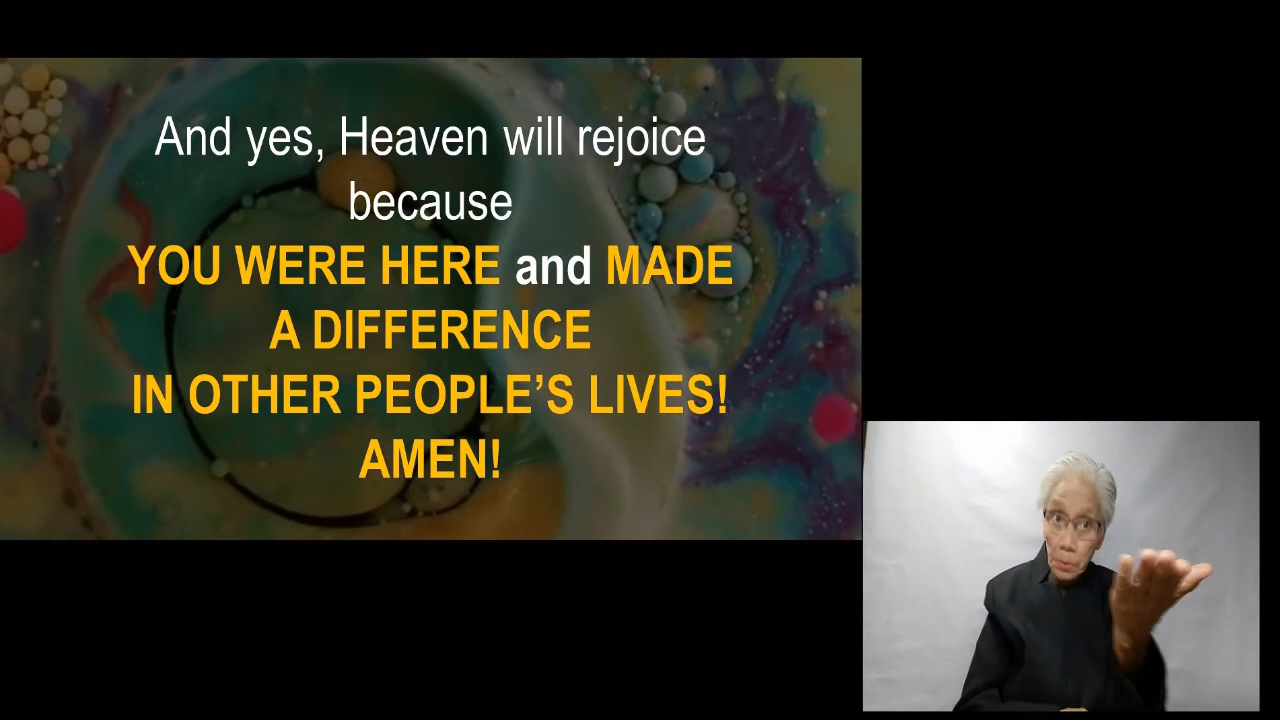 And yes, Heaven will rejoice
because
YOU WERE HERE and MADE
A DIFFERENCE
IN OTHER PEOPLE’S LIVES!
AMEN!